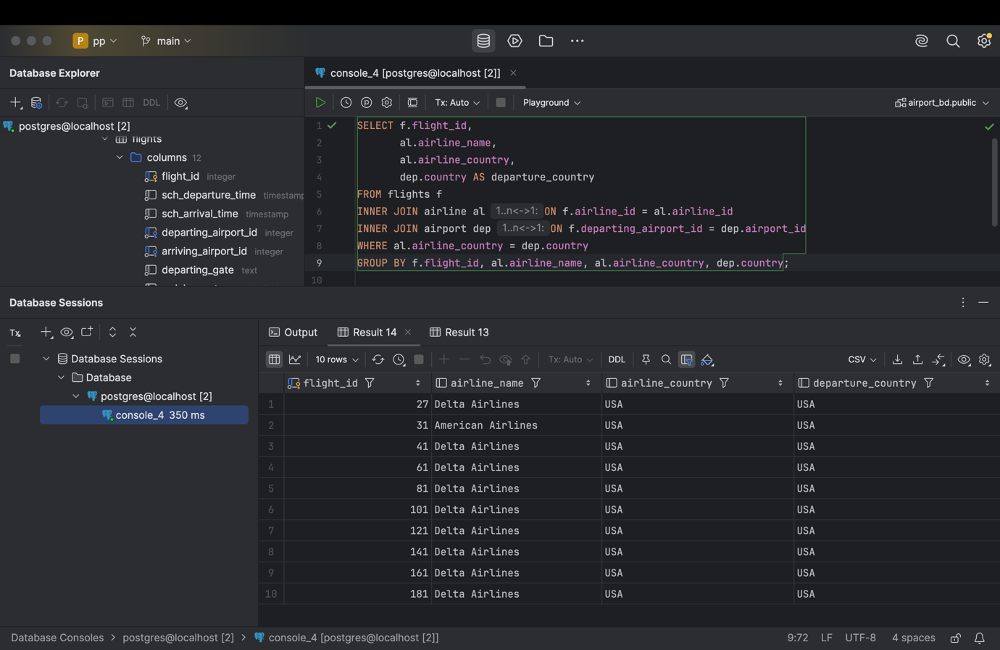 P pp main
Database Explorer
console_4 [postgres@localhost [2]]
DDL
Tx: Auto Playground airport_bd.public
postgres@localhost [2]
flights
columns 12
flight_id integer
sch_departure_time timestamp
sch_arrival_time timestamp
departing_airport_id integer
arriving_airport_id integer
departing_gate text
1 SELECT f.flight_id,
2 al.airline_name,
3 al.airline_country,
4 dep.country AS departure_country
5 FROM flights f
6 INNER JOIN airline al 1..n<->1: ON f.airline_id = al.airline_id
7 INNER JOIN airport dep 1..n<->1: ON f.departing_airport_id = dep.airport_id
8 WHERE al.airline_country = dep.country
9 GROUP BY f.flight_id, al.airline_name, al.airline_country, dep.country;
10
Database Sessions
Tx
Database Sessions
Database
postgres@localhost [2]
console_4 350 ms
Output Result 14 Result 13
10 rows Tx: Auto DDL CSV
flight_id airline_name airline_country departure_country
1 27 Delta Airlines USA USA
2 31 American Airlines USA USA
3 41 Delta Airlines USA USA
4 61 Delta Airlines USA USA
5 81 Delta Airlines USA USA
6 101 Delta Airlines USA USA
7 121 Delta Airlines USA USA
8 141 Delta Airlines USA USA
9 161 Delta Airlines USA USA
10 181 Delta Airlines USA USA
Database Consoles > postgres@localhost [2] > console_4 [postgres@localhost [2]]
9:72 LF UTF-8 4 spaces